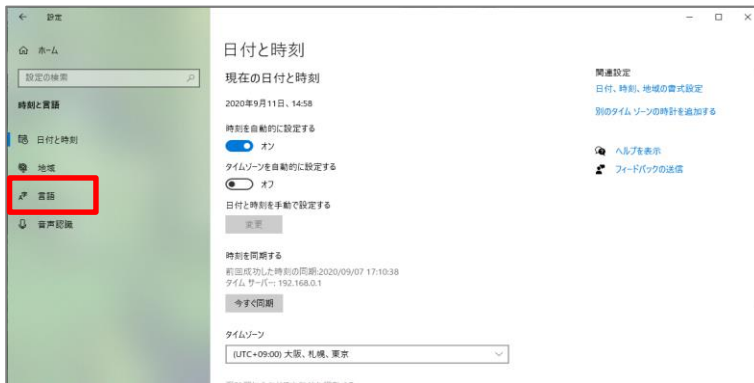 設定
ホーム
設定の検索
時刻と言語
日付と時刻
地域
言語
音声認識
日付と時刻
現在の日付と時刻
2020年9月11日、14:58
時刻を自動的に設定する
オン
タイムゾーンを自動的に設定する
オフ
日付と時刻を手動で設定する
変更
時刻を同期する
前回成功した時刻の同期:2020/09/07 17:10:38
タイム サーバー: 192.168.0.1
今すぐ同期
タイムゾーン
(UTC+09:00) 大阪、札幌、東京
関連設定
日付、時刻、地域の書式設定
別のタイム ゾーンの時計を追加する
ヘルプを表示
フィードバックの送信